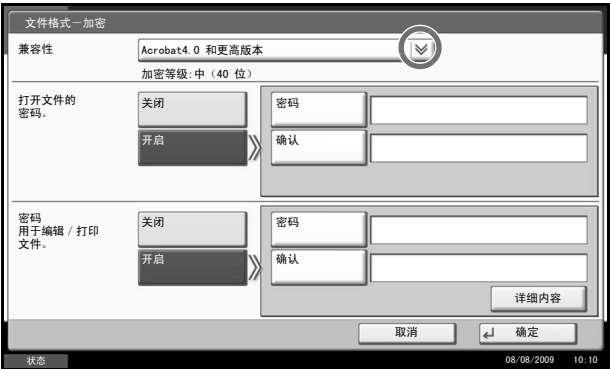 文件格式－加密
兼容性
Acrobat4.0 和更高版本
加密等级:中（40 位）
打开文件的
密码。
关闭
密码
开启
确认
密码
用于编辑 / 打印
文件。
关闭
密码
开启
确认
详细内容
取消
确定
状态
08/08/2009
10:10